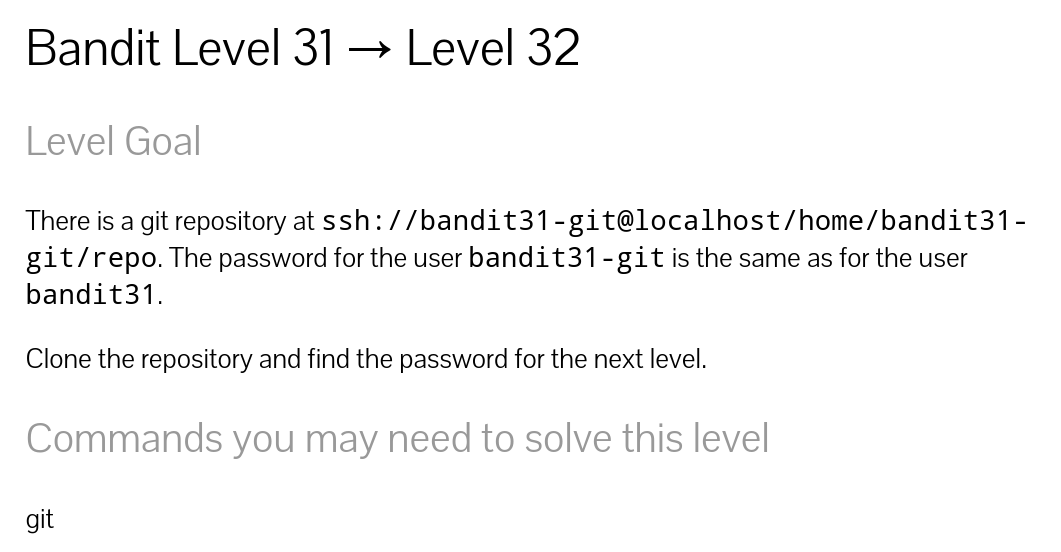 Bandit Level 31 → Level 32
Level Goal
There is a git repository at ssh://bandit31-git@localhost/home/bandit31-
git/repo. The password for the user bandit31-git is the same as for the user
bandit31.
Clone the repository and find the password for the next level.
Commands you may need to solve this level
git